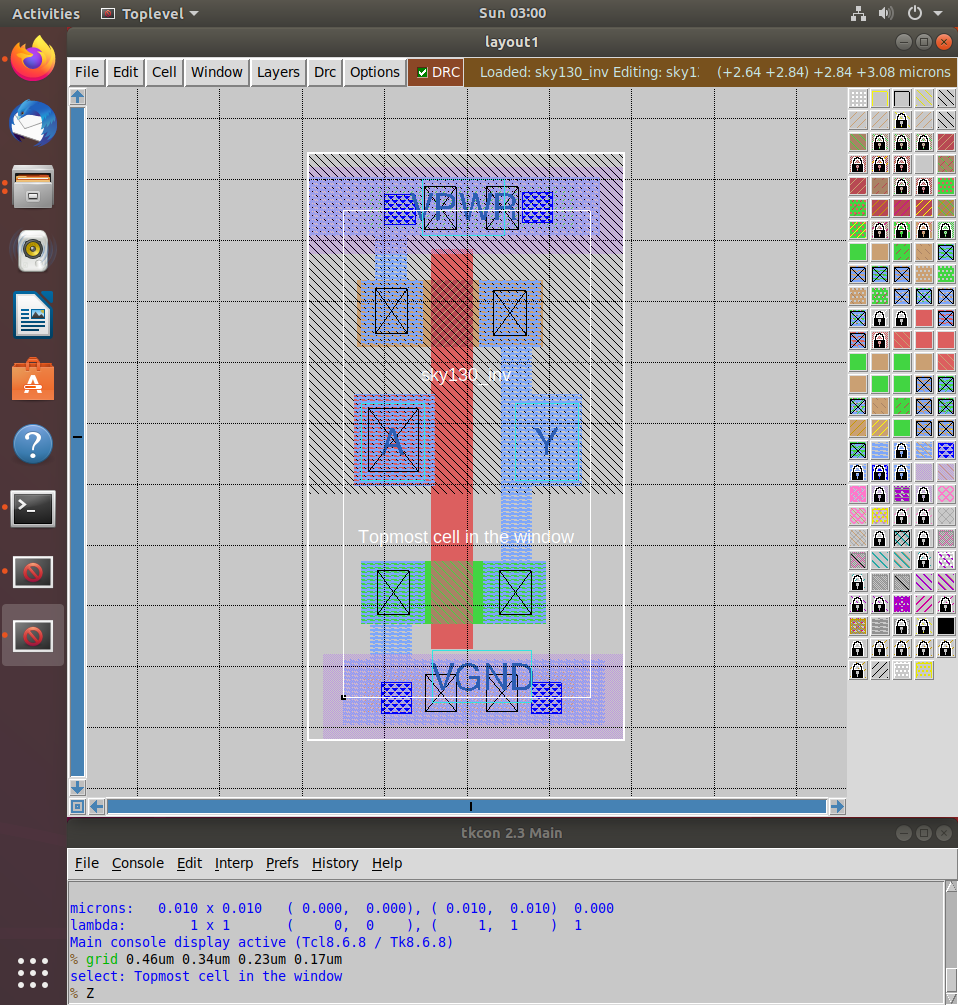 Activities Toplevel Sun 03:00
layout1
File Edit Cell Window Layers Drc Options DRC Loaded: sky130_inv Editing: sky1 (+2.64 +2.84) +2.84 +3.08 microns
VPWR
sky130_inv
A Y
Topmost cell in the window
VGND
tkcon 2.3 Main
File Console Edit Interp Prefs History Help
microns: 0.010 x 0.010 ( 0.000, 0.000), ( 0.010, 0.010) 0.000
lambda: 1 x 1 ( 0, 0 ), ( 1, 1 ) 1
Main console display active (Tcl8.6.8 / Tk8.6.8)
% grid 0.46um 0.34um 0.23um 0.17um
select: Topmost cell in the window
% Z